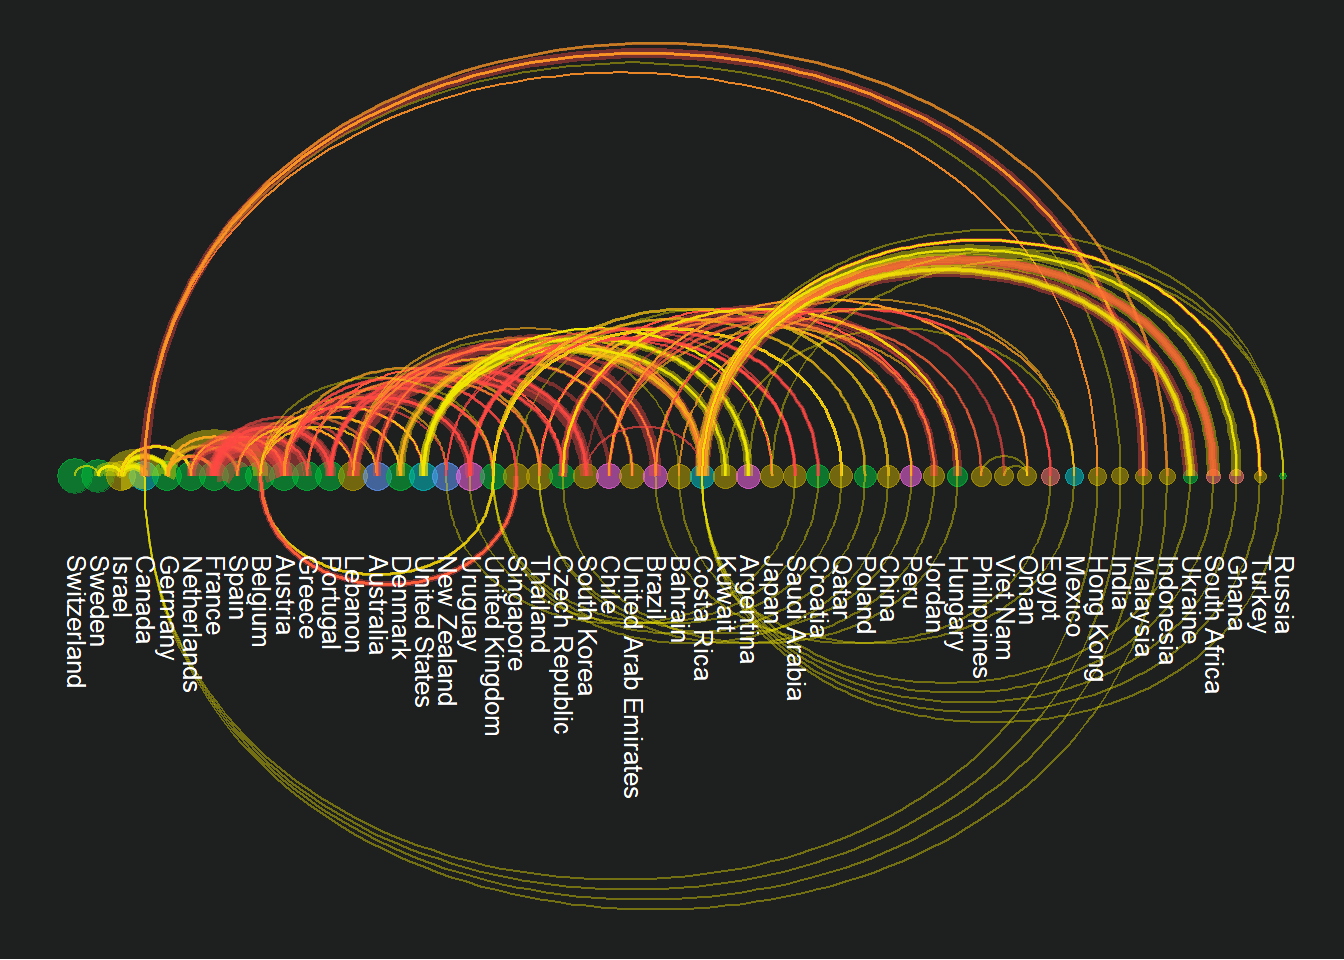 Switzerland
Sweden
Israel
Canada
Germany
Netherlands
France
Spain
Belgium
Austria
Greece
Portugal
Lebanon
Australia
Denmark
United States
New Zealand
Uruguay
United Kingdom
Singapore
Thailand
Czech Republic
South Korea
Chile
United Arab Emirates
Brazil
Bahrain
Costa Rica
Kuwait
Argentina
Japan
Saudi Arabia
Croatia
Qatar
Poland
China
Peru
Jordan
Hungary
Philippines
Viet Nam
Oman
Egypt
Mexico
Hong Kong
India
Malaysia
Indonesia
Ukraine
South Africa
Ghana
Turkey
Russia